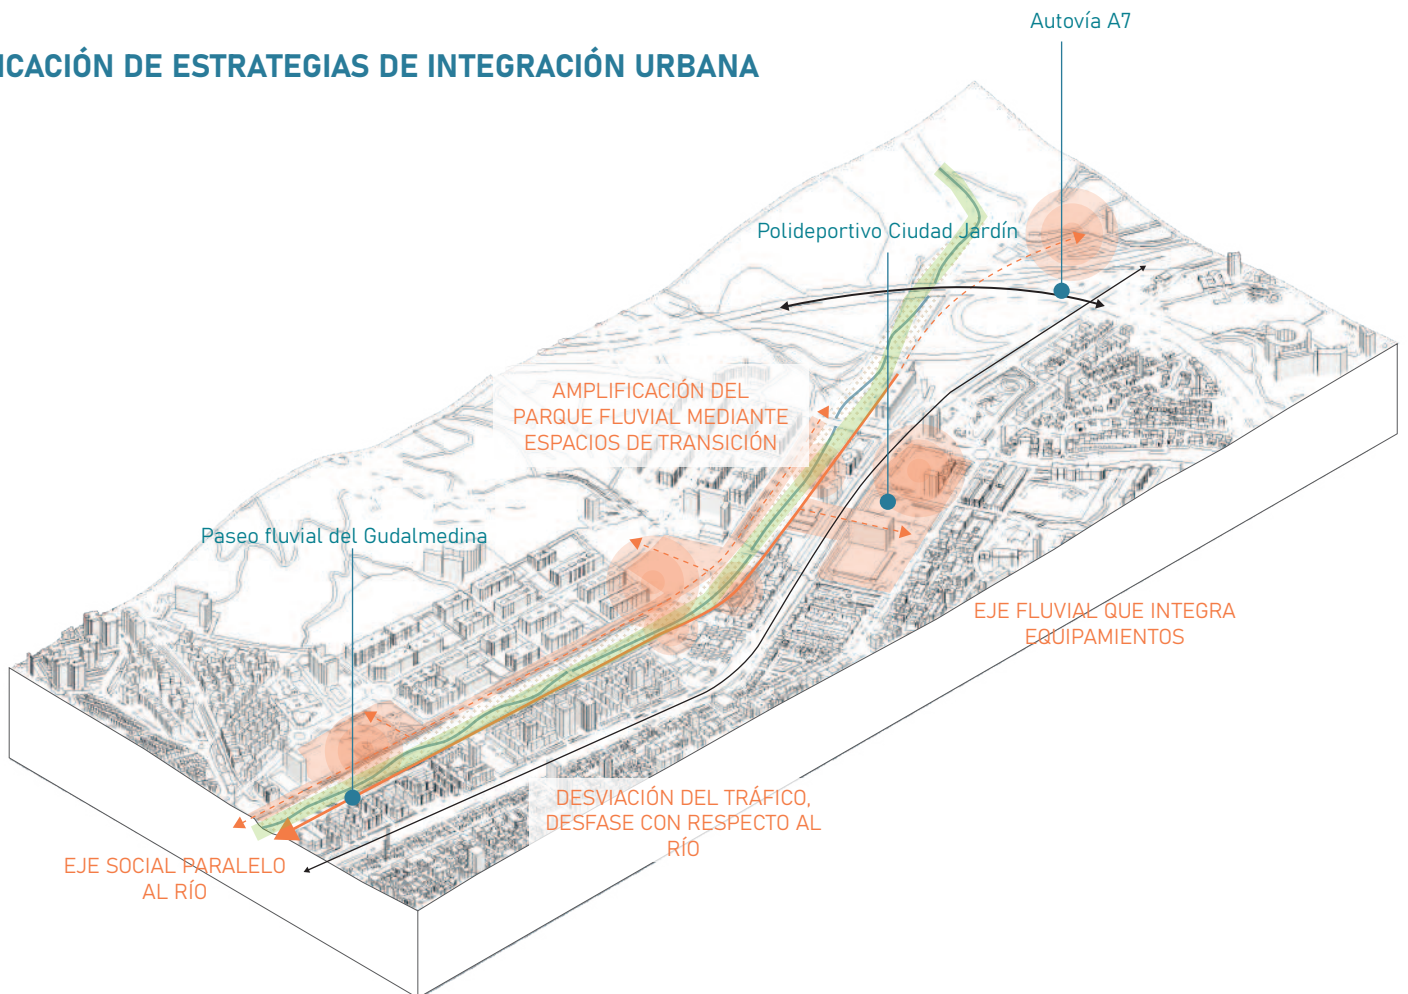 Autovía A7
ICACIÓN DE ESTRATEGIAS DE INTEGRACIÓN URBANA
Polideportivo Ciudad Jardín
AMPLIFICACIÓN DEL
PARQUE FLUVIAL MEDIANTE
ESPACIOS DE TRANSICIÓN
Paseo fluvial del Gudalmedina
EJE FLUVIAL QUE INTEGRA
EQUIPAMIENTOS
DESVIACIÓN DEL TRÁFICO,
DESFASE CON RESPECTO AL
RÍO
EJE SOCIAL PARALELO
AL RÍO